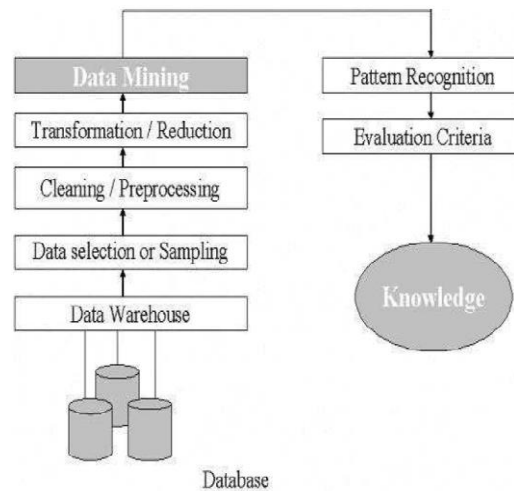 Data Mining
Transformation / Reduction
Cleaning / Preprocessing
Data selection or Sampling
Data Warehouse
Database
Pattern Recognition
Evaluation Criteria
Knowledge